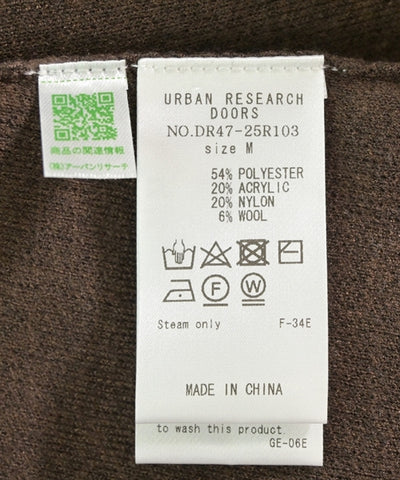 商品の関連情報
(株)アーバンリサーチ
URBAN RESEARCH
DOORS
NO.DR47-25R103
size M
54% POLYESTER
20% ACRYLIC
20% NYLON
6% WOOL
F
W
Steam only F-34E
MADE IN CHINA
to wash this product.
GE-06E